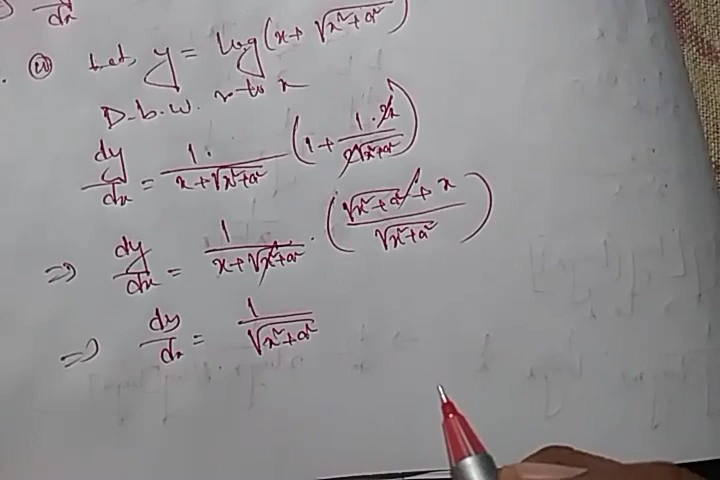 dx
(iii) Let, y = log(x+√x²+a²)
D.b.w. r to x
dy/dx = 1/(x+√x²+a²) · (1 + 1·2x/2√x²+a²)
⇒ dy/dx = 1/(x+√x²+a²) · (√x²+a² + x/√x²+a²)
⇒ dy/dx = 1/√x²+a²